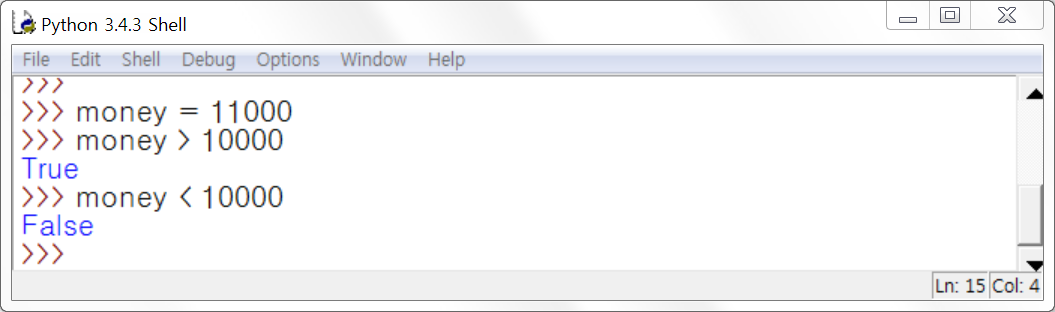 Python 3.4.3 Shell
File Edit Shell Debug Options Window Help
>>>
>>> money = 11000
>>> money > 10000
True
>>> money < 10000
False
>>>
Ln: 15 Col: 4